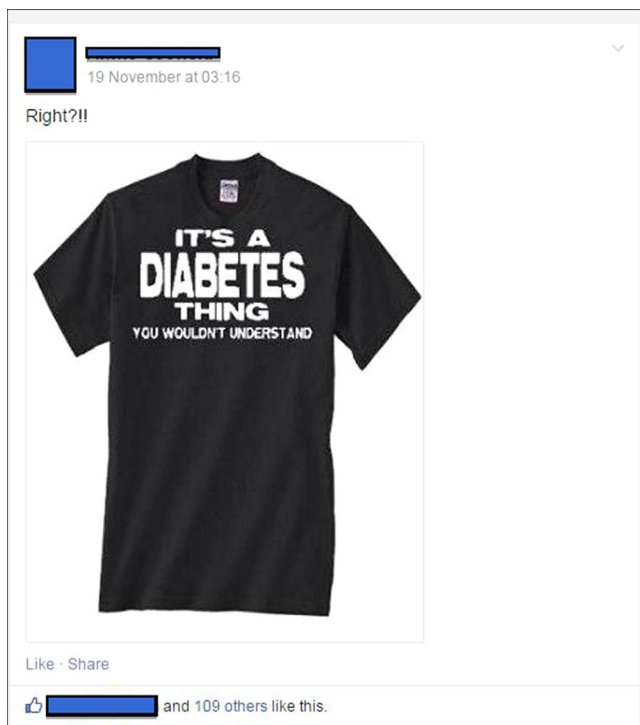 19 November at 03:16
Right?!!
IT'S A
DIABETES
THING
YOU WOULDN'T UNDERSTAND
Like · Share
and 109 others like this.